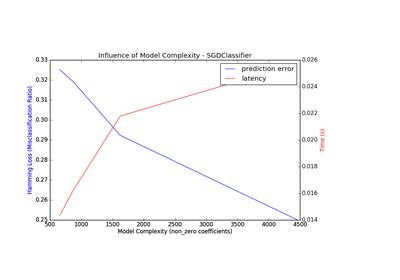 Influence of Model Complexity - SGDClassifier
prediction error
latency
0.33
0.32
0.31
0.30
0.29
0.28
0.27
0.26
0.25
Hamming Loss (Misclassification Ratio)
0.026
0.024
0.022
0.020
0.018
0.016
0.014
Time (s)
500 1000 1500 2000 2500 3000 3500 4000 4500
Model Complexity (non_zero coefficients)